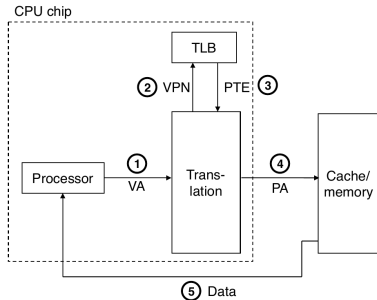 CPU chip
TLB
2 VPN
PTE 3
1
4
Processor
VA
Trans-
lation
PA
Cache/
memory
5 Data